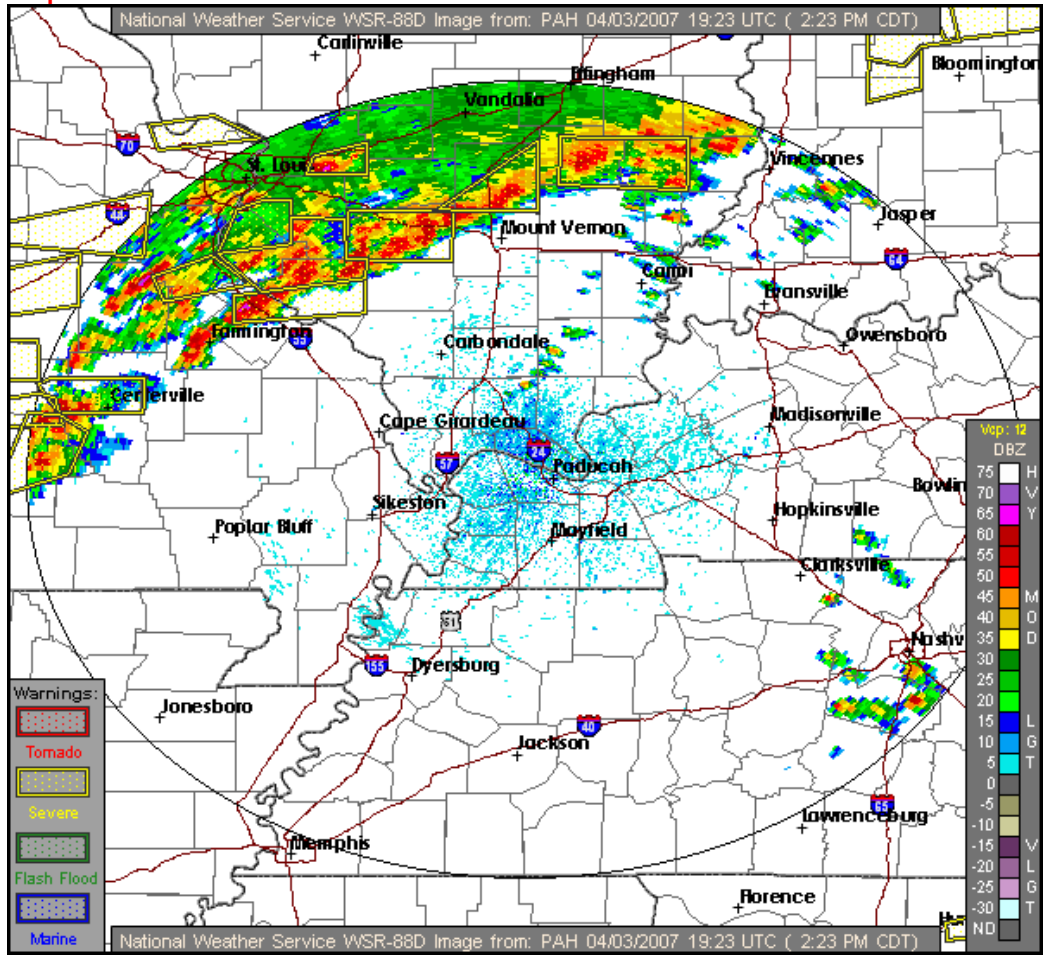 National Weather Service WSR-88D Image from: PAH 04/03/2007 19:23 UTC ( 2:23 PM CDT)
Carlinville
Effingham
Bloomington
Vandalia
70
Vincennes
St. Loui
44
Jasper
Mount Vernon
64
Carmi
Evansville
Farmington
55
Owensboro
Carbondale
Centerville
Cape Girardeau
Madisonville
24
57
Paducah
Bowlin
Sikeston
Hopkinsville
Poplar Bluff
Mayfield
Clarksville
51
Nashv
155
Dyersburg
Jonesboro
40
Jackson
65
Lawrenceburg
Memphis
Florence
Hu
Warnings:
Tornado
Severe
Flash Flood
Marine
Vcp: 12
DBZ
75 H
70 V
65 Y
60
55
50
45 M
40 O
35 D
30
25
20
15 L
10 G
5 T
0
-5
-10
-15 V
-20 L
-25 G
-30 T
ND
National Weather Service WSR-88D Image from: PAH 04/03/2007 19:23 UTC ( 2:23 PM CDT)